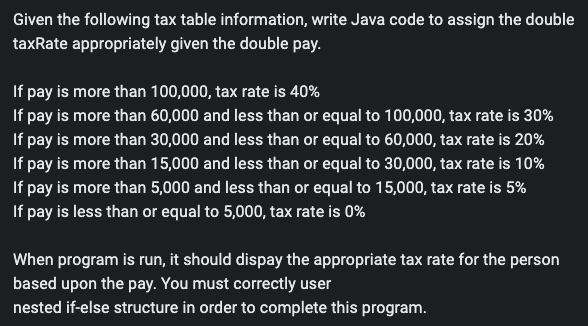 Given the following tax table information, write Java code to assign the double
taxRate appropriately given the double pay.
If pay is more than 100,000, tax rate is 40%
If pay is more than 60,000 and less than or equal to 100,000, tax rate is 30%
If pay is more than 30,000 and less than or equal to 60,000, tax rate is 20%
If pay is more than 15,000 and less than or equal to 30,000, tax rate is 10%
If pay is more than 5,000 and less than or equal to 15,000, tax rate is 5%
If pay is less than or equal to 5,000, tax rate is 0%
When program is run, it should dispay the appropriate tax rate for the person
based upon the pay. You must correctly user
nested if-else structure in order to complete this program.